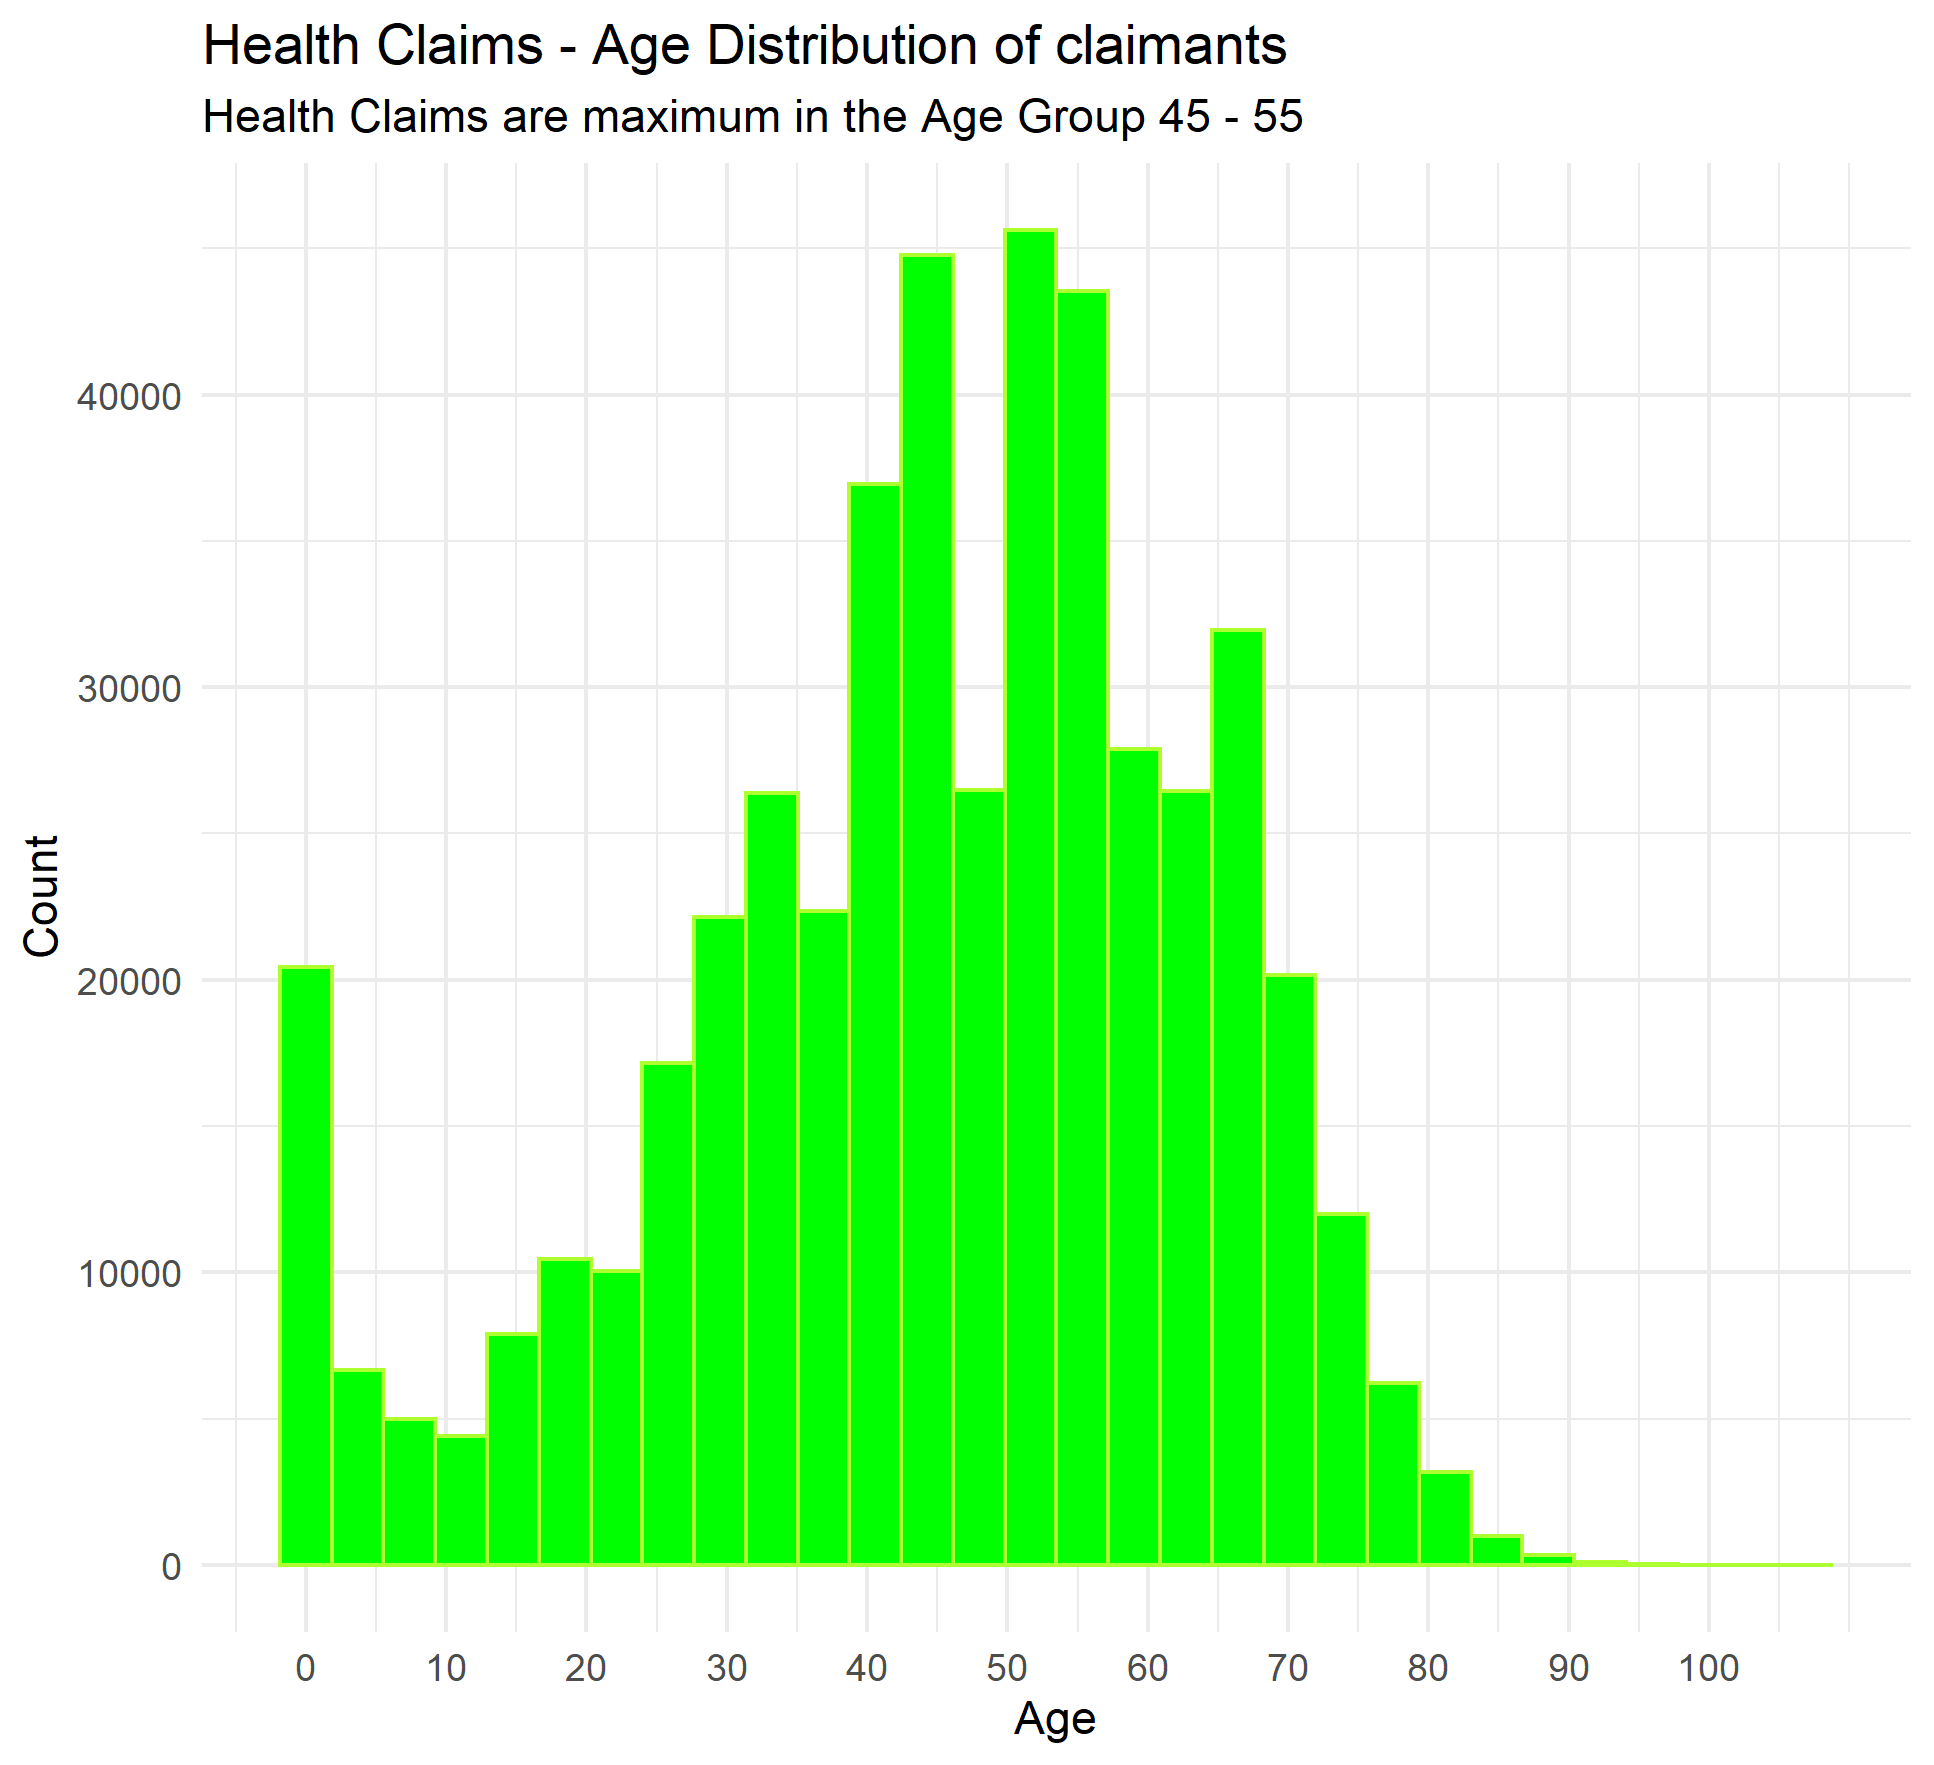 Health Claims - Age Distribution of claimants
Health Claims are maximum in the Age Group 45 - 55
Count
40000
30000
20000
10000
0
0 10 20 30 40 50 60 70 80 90 100
Age